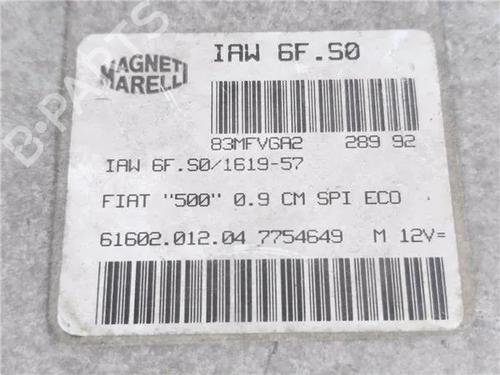 MAGNETI MARELLI
IAW 6F.S0
83MFVGA2 289 92
IAW 6F.S0/1619-57
FIAT "500" 0.9 CM SPI ECO
61602.012.04 7754649 M 12V=
B-PARTS